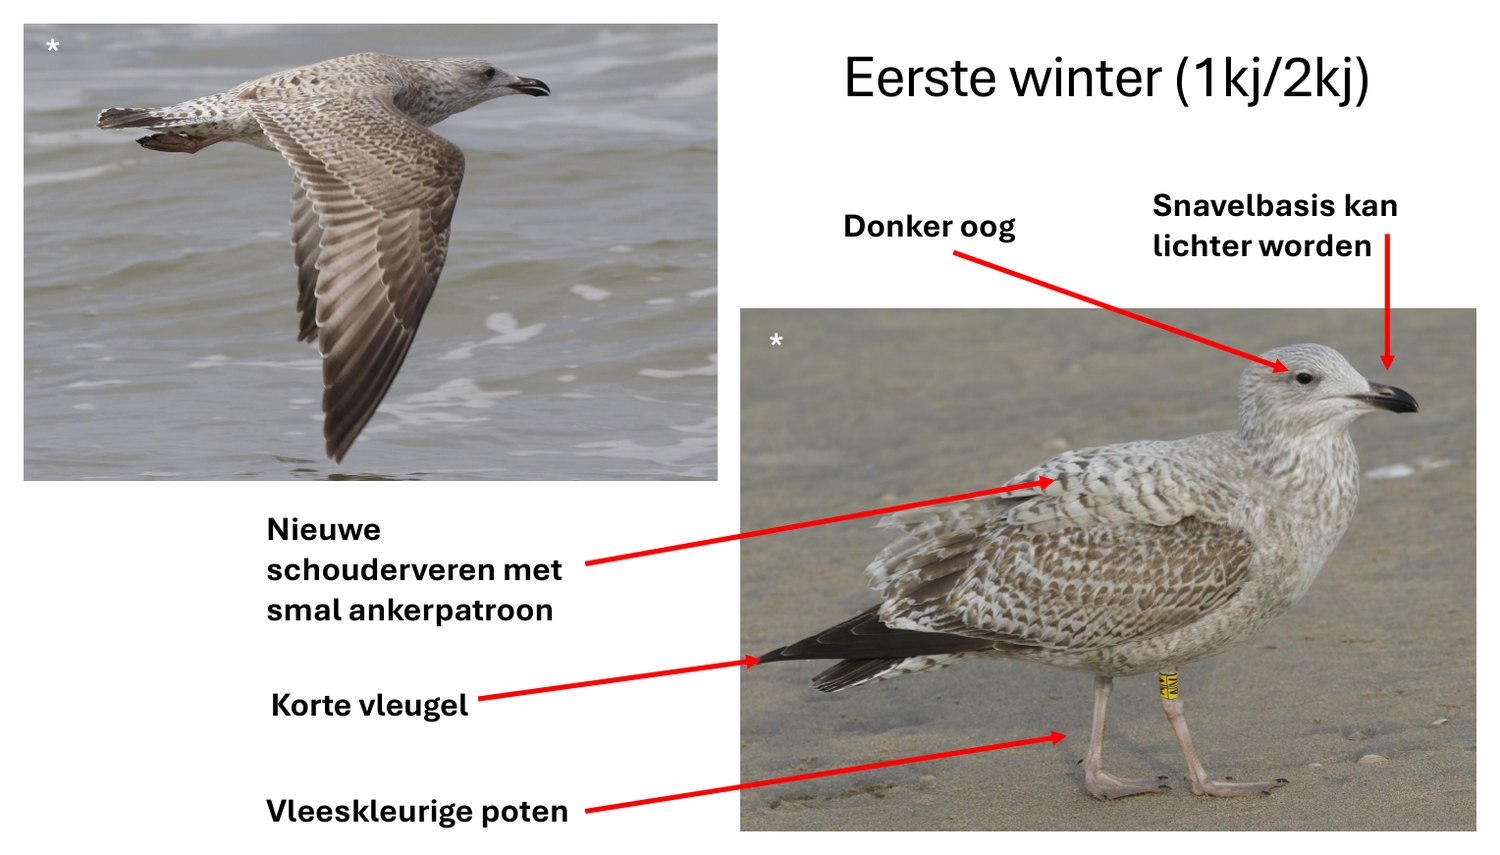 *
Eerste winter (1kj/2kj)
Donker oog
Snavelbasis kan
lichter worden
*
Nieuwe
schouderveren met
smal ankerpatroon
Korte vleugel
Vleeskleurige poten